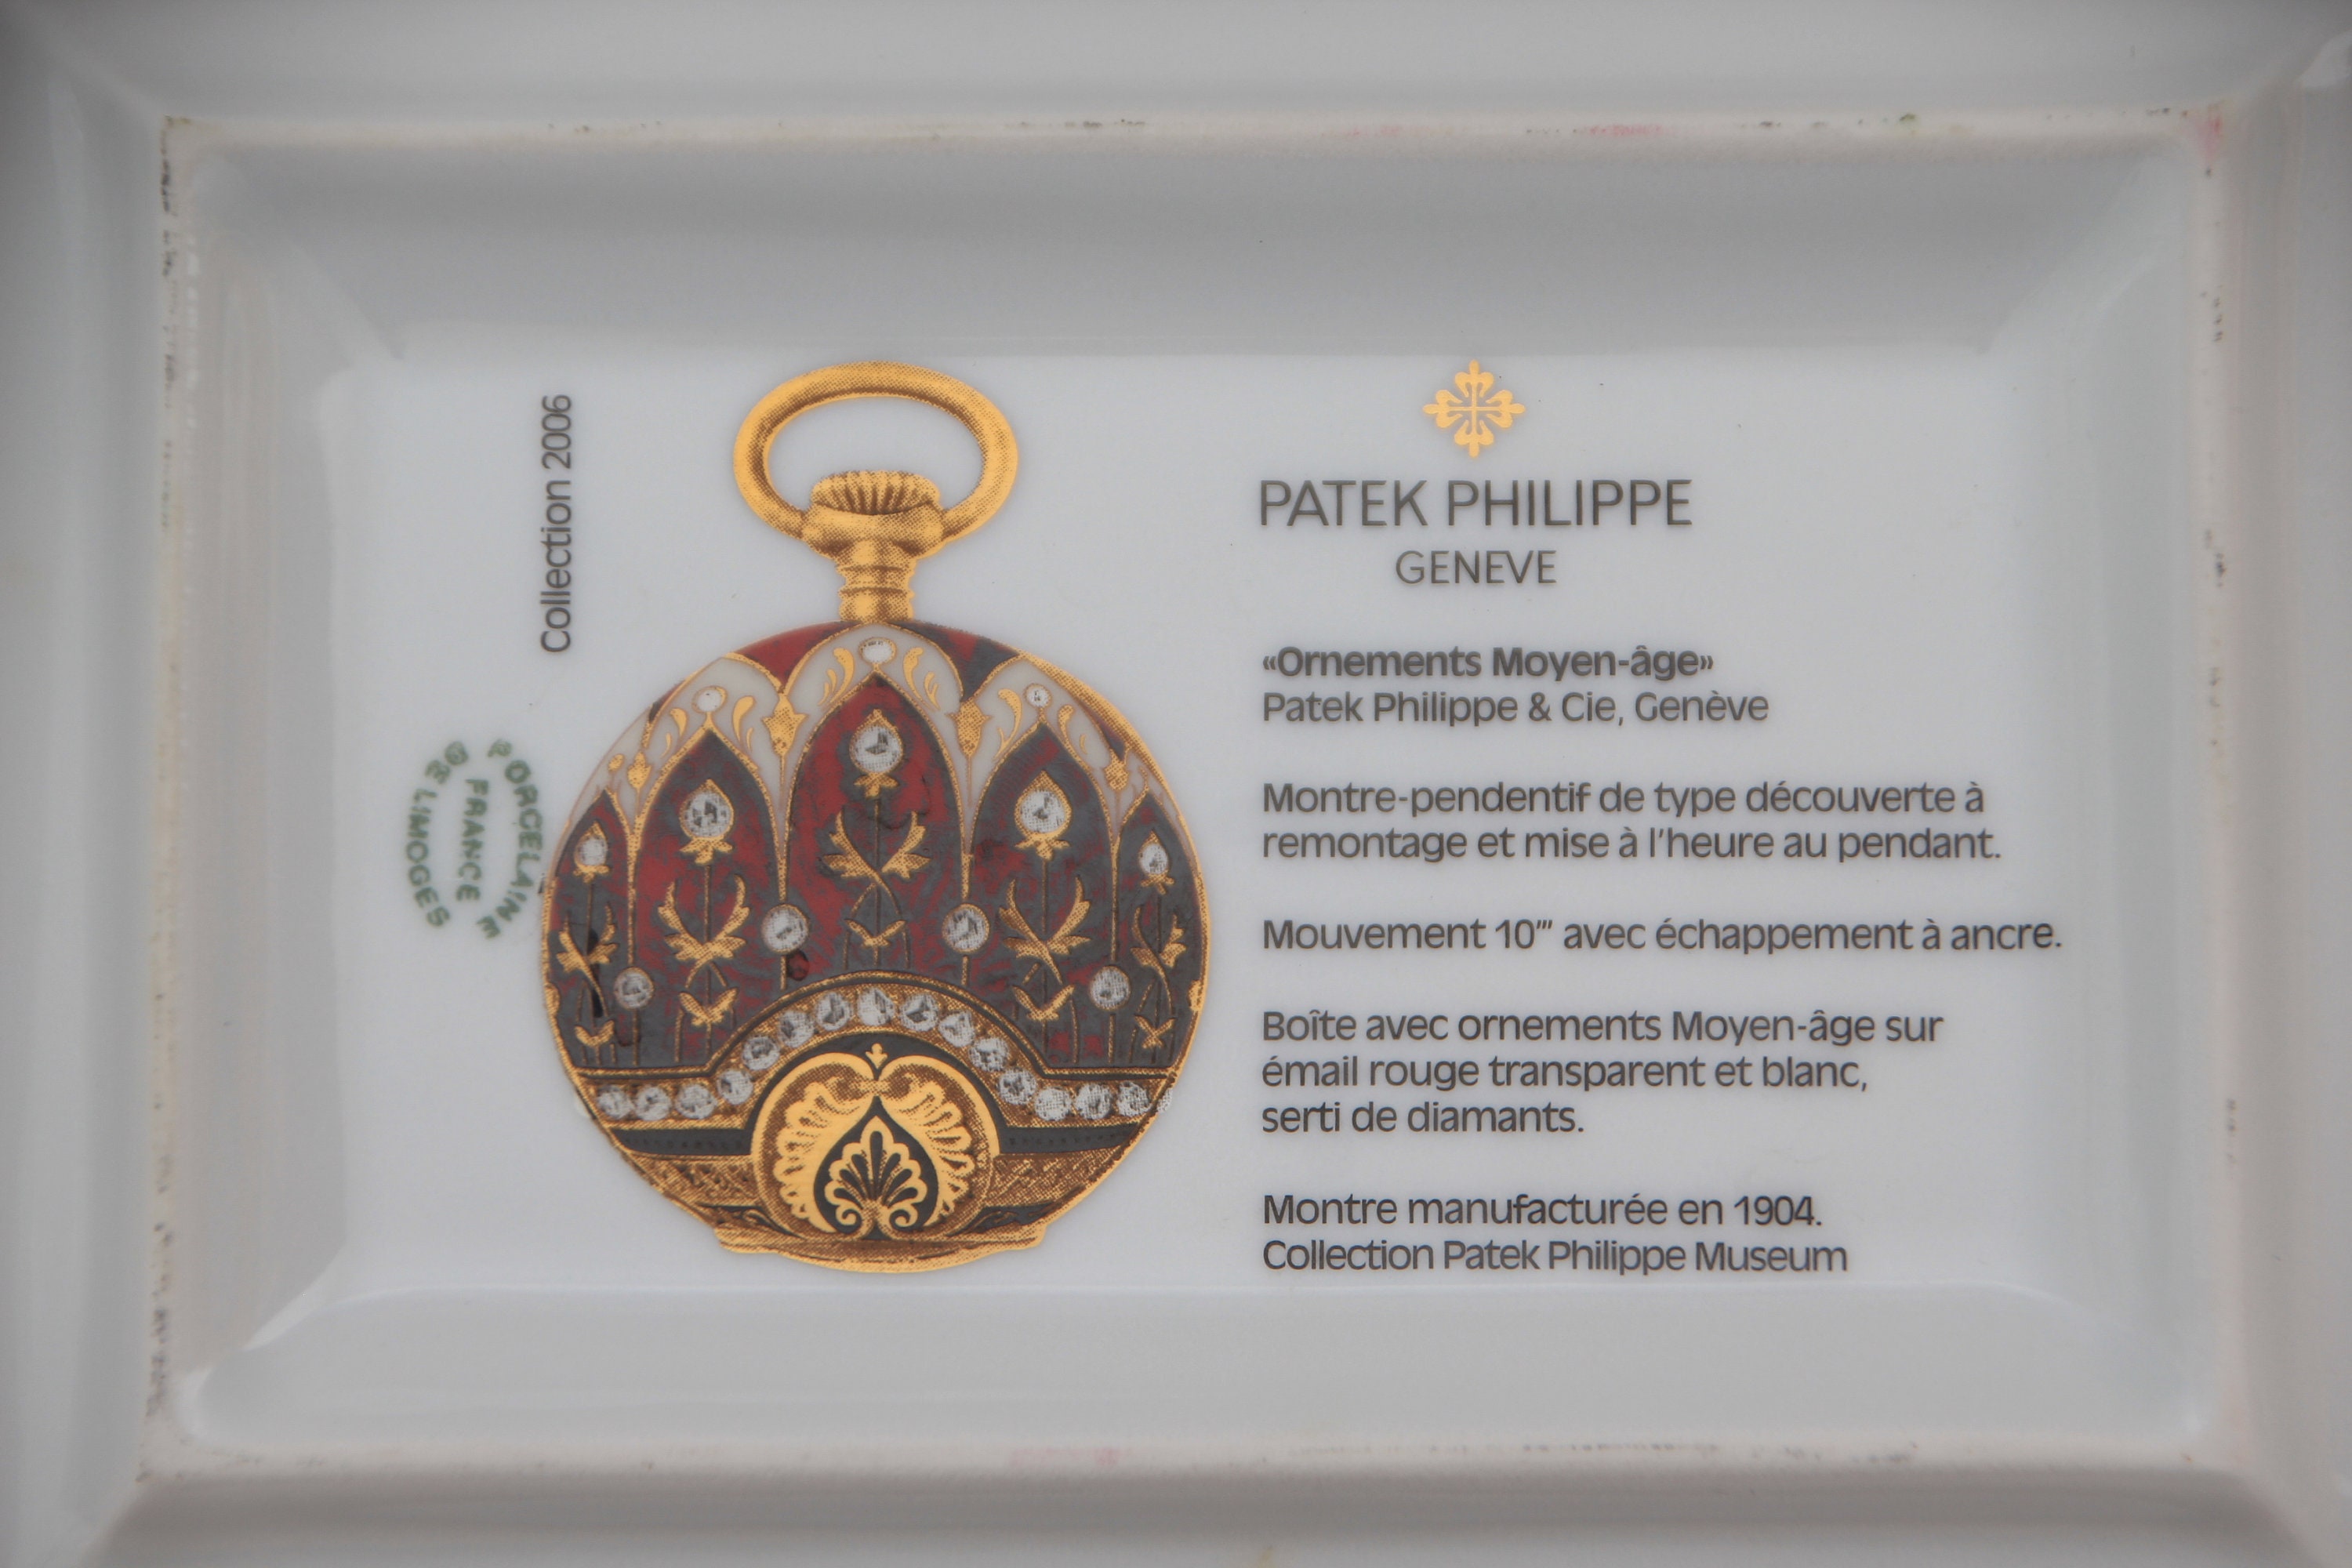 Collection 2006
PORCELAINE
FRANCE
DE LIMOGES
PATEK PHILIPPE
GENEVE
«Ornements Moyen-âge»
Patek Philippe & Cie, Genève
Montre-pendentif de type découverte à
remontage et mise à l'heure au pendant.
Mouvement 10''' avec échappement à ancre.
Boîte avec ornements Moyen-âge sur
émail rouge transparent et blanc,
serti de diamants.
Montre manufacturée en 1904.
Collection Patek Philippe Museum